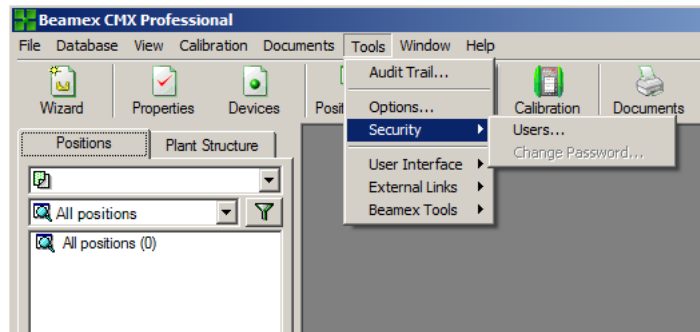 Beamex CMX Professional
File Database View Calibration Documents Tools Window Help
Audit Trail...
Wizard Properties Devices Calibration Documents
Options...
Security
Users...
Change Password...
Positions Plant Structure
User Interface
External Links
Beamex Tools
All positions
All positions (0)